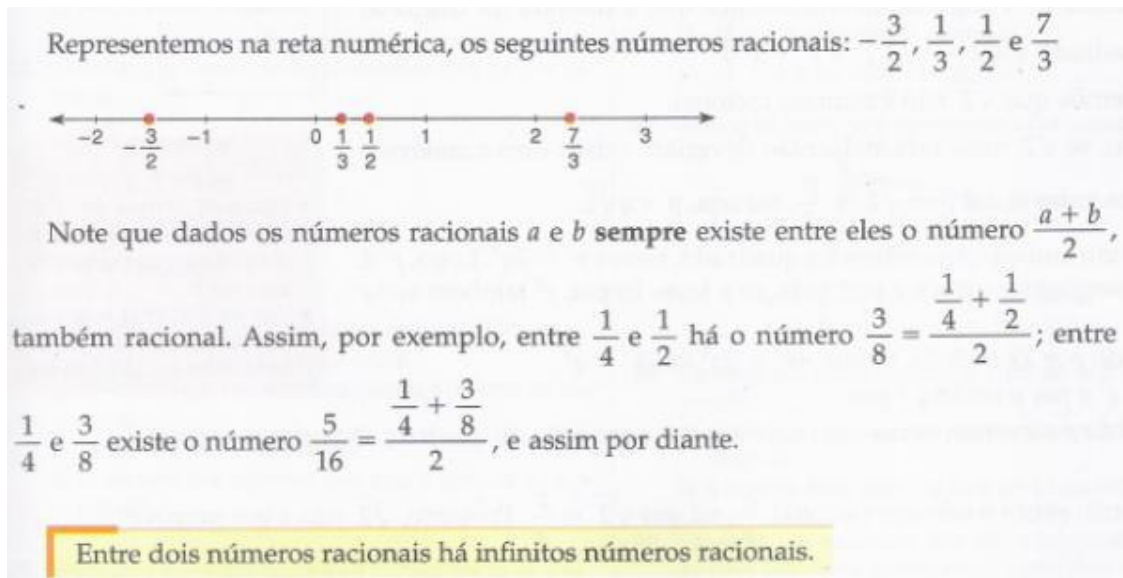 Representemos na reta numérica, os seguintes números racionais: −3/2, 1/3, 1/2 e 7/3
−2 −3/2 −1 0 1/3 1/2 1 2 7/3 3
Note que dados os números racionais a e b sempre existe entre eles o número (a + b)/2,
também racional. Assim, por exemplo, entre 1/4 e 1/2 há o número 3/8 = (1/4 + 1/2)/2; entre
1/4 e 3/8 existe o número 5/16 = (1/4 + 3/8)/2, e assim por diante.
Entre dois números racionais há infinitos números racionais.